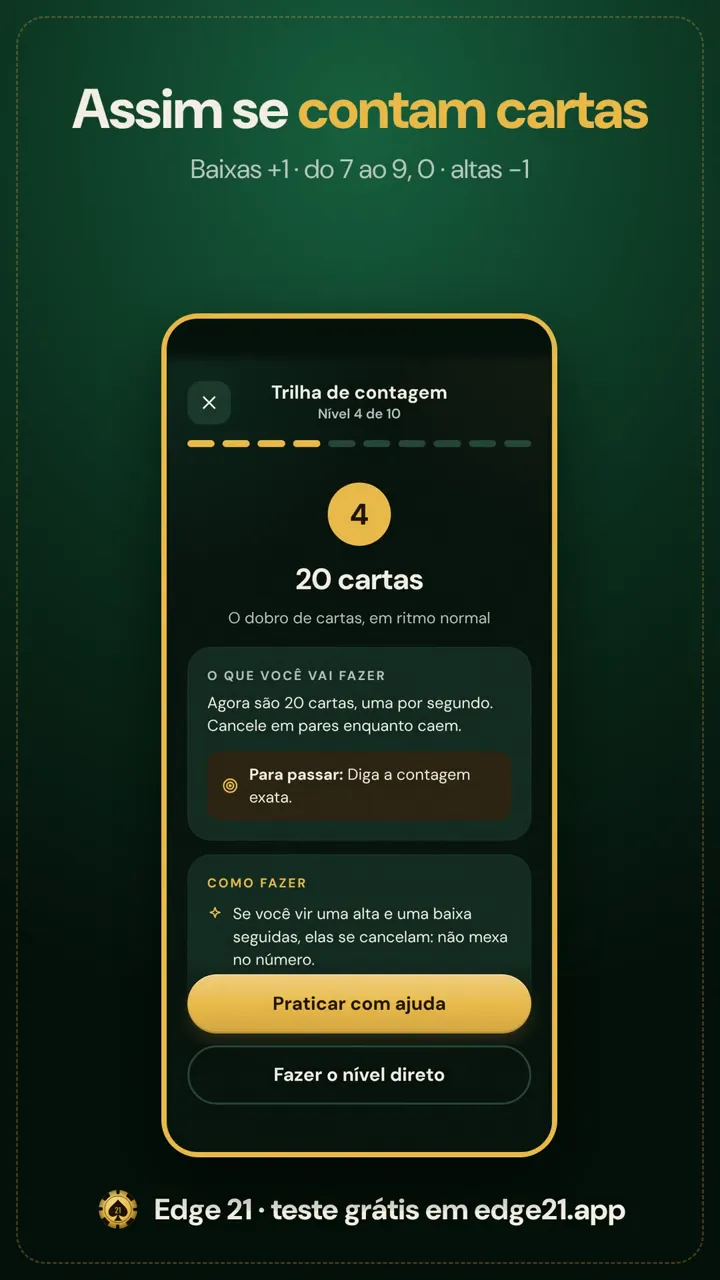 Assim se contam cartas
Baixas +1 · do 7 ao 9, 0 · altas −1
Trilha de contagem
Nível 4 de 10
4
20 cartas
O dobro de cartas, em ritmo normal
O QUE VOCÊ VAI FAZER
Agora são 20 cartas, uma por segundo.
Cancele em pares enquanto caem.
Para passar: Diga a contagem
exata.
COMO FAZER
Se você vir uma alta e uma baixa
seguidas, elas se cancelam: não mexa
no número.
Praticar com ajuda
Fazer o nível direto
21
Edge 21 · teste grátis em edge21.app